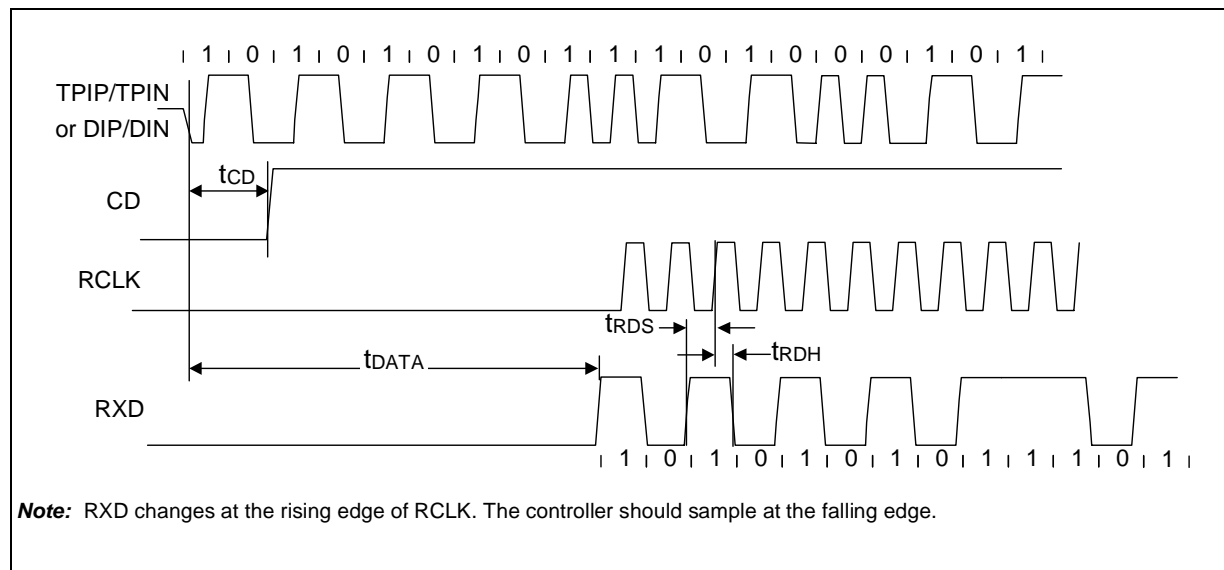 1 0 1 0 1 0 1 0 1 1 1 0 1 0 0 0 1 0 1
TPIP/TPIN
or DIP/DIN
tCD
CD
RCLK
tRDS
tRDH
tDATA
RXD
1 0 1 0 1 0 1 0 1 1 1 0 1
Note: RXD changes at the rising edge of RCLK. The controller should sample at the falling edge.